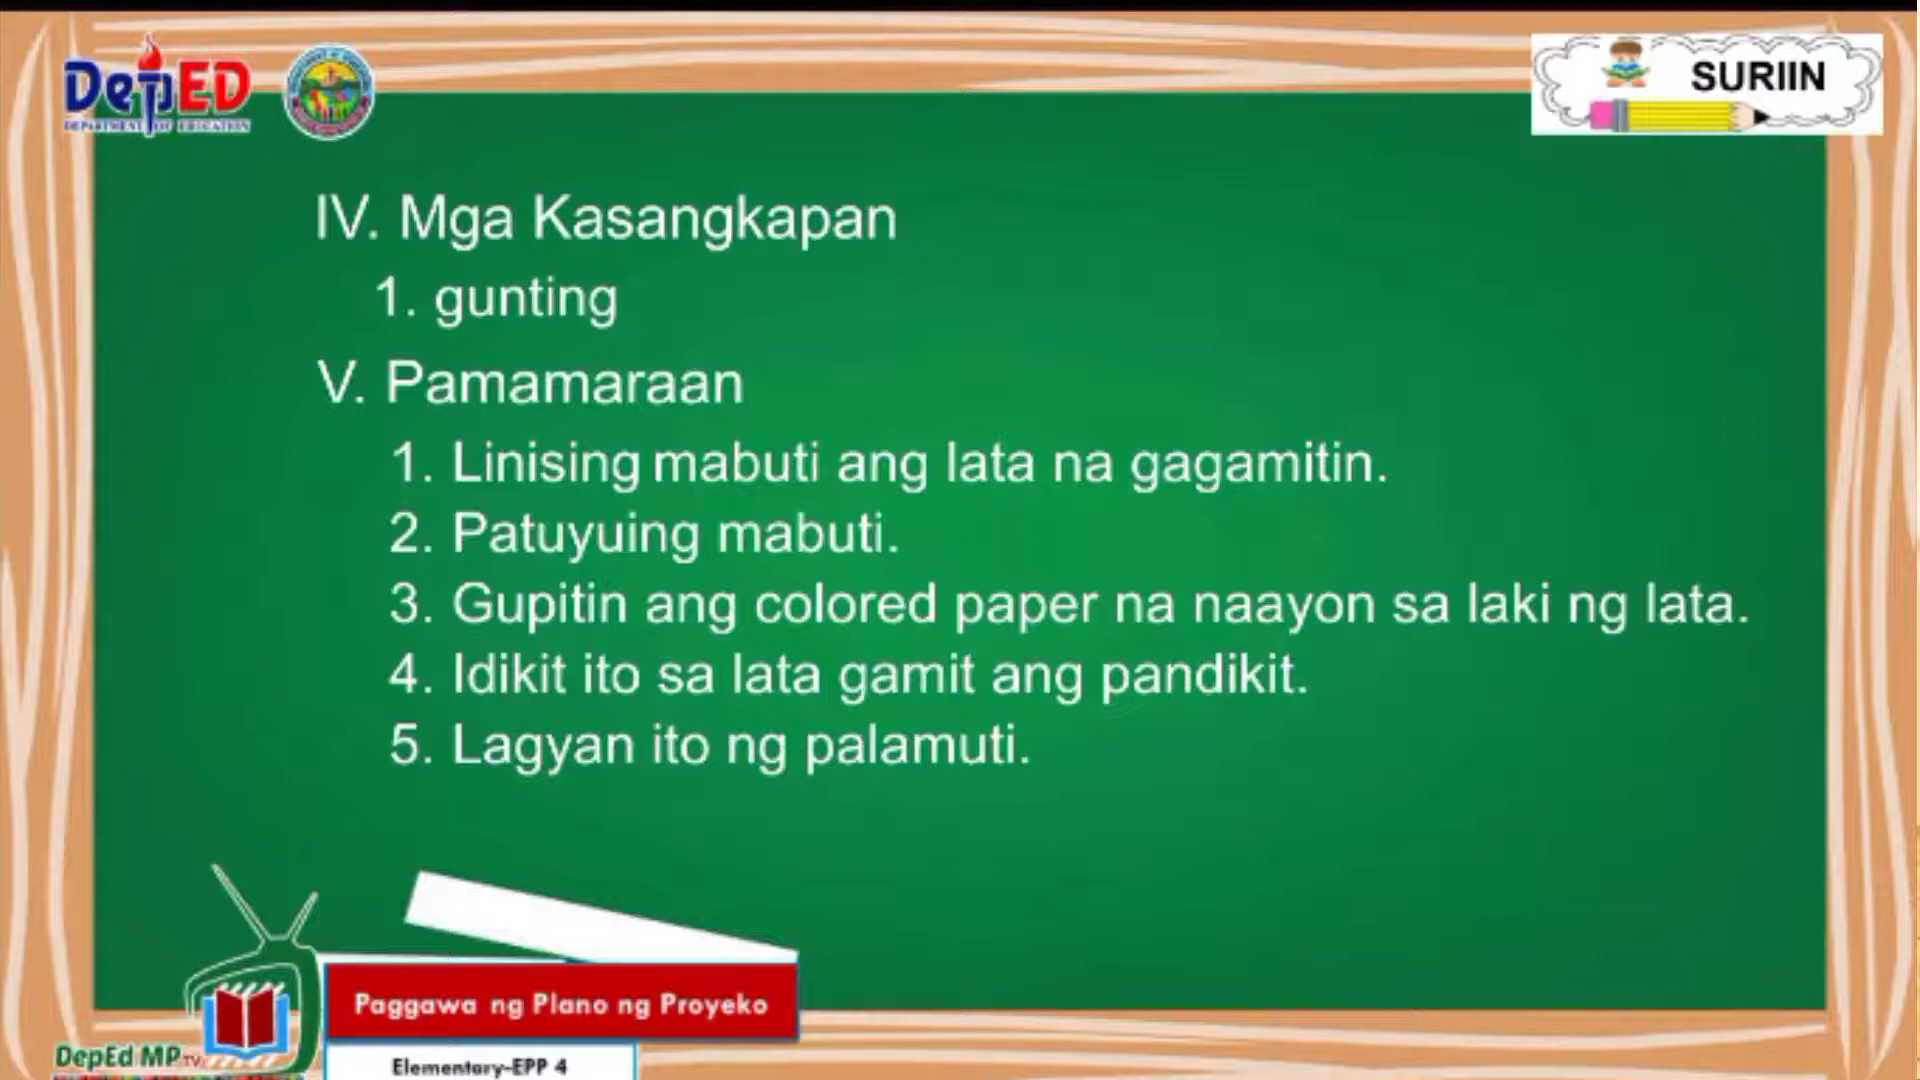 DepED
DEPARTMENT OF EDUCATION
SURIIN
IV. Mga Kasangkapan
1. gunting
V. Pamamaraan
1. Linising mabuti ang lata na gagamitin.
2. Patuyuing mabuti.
3. Gupitin ang colored paper na naayon sa laki ng lata.
4. Idikit ito sa lata gamit ang pandikit.
5. Lagyan ito ng palamuti.
Paggawa ng Plano ng Proyeko
DepEd MP TV
Elementary-EPP 4